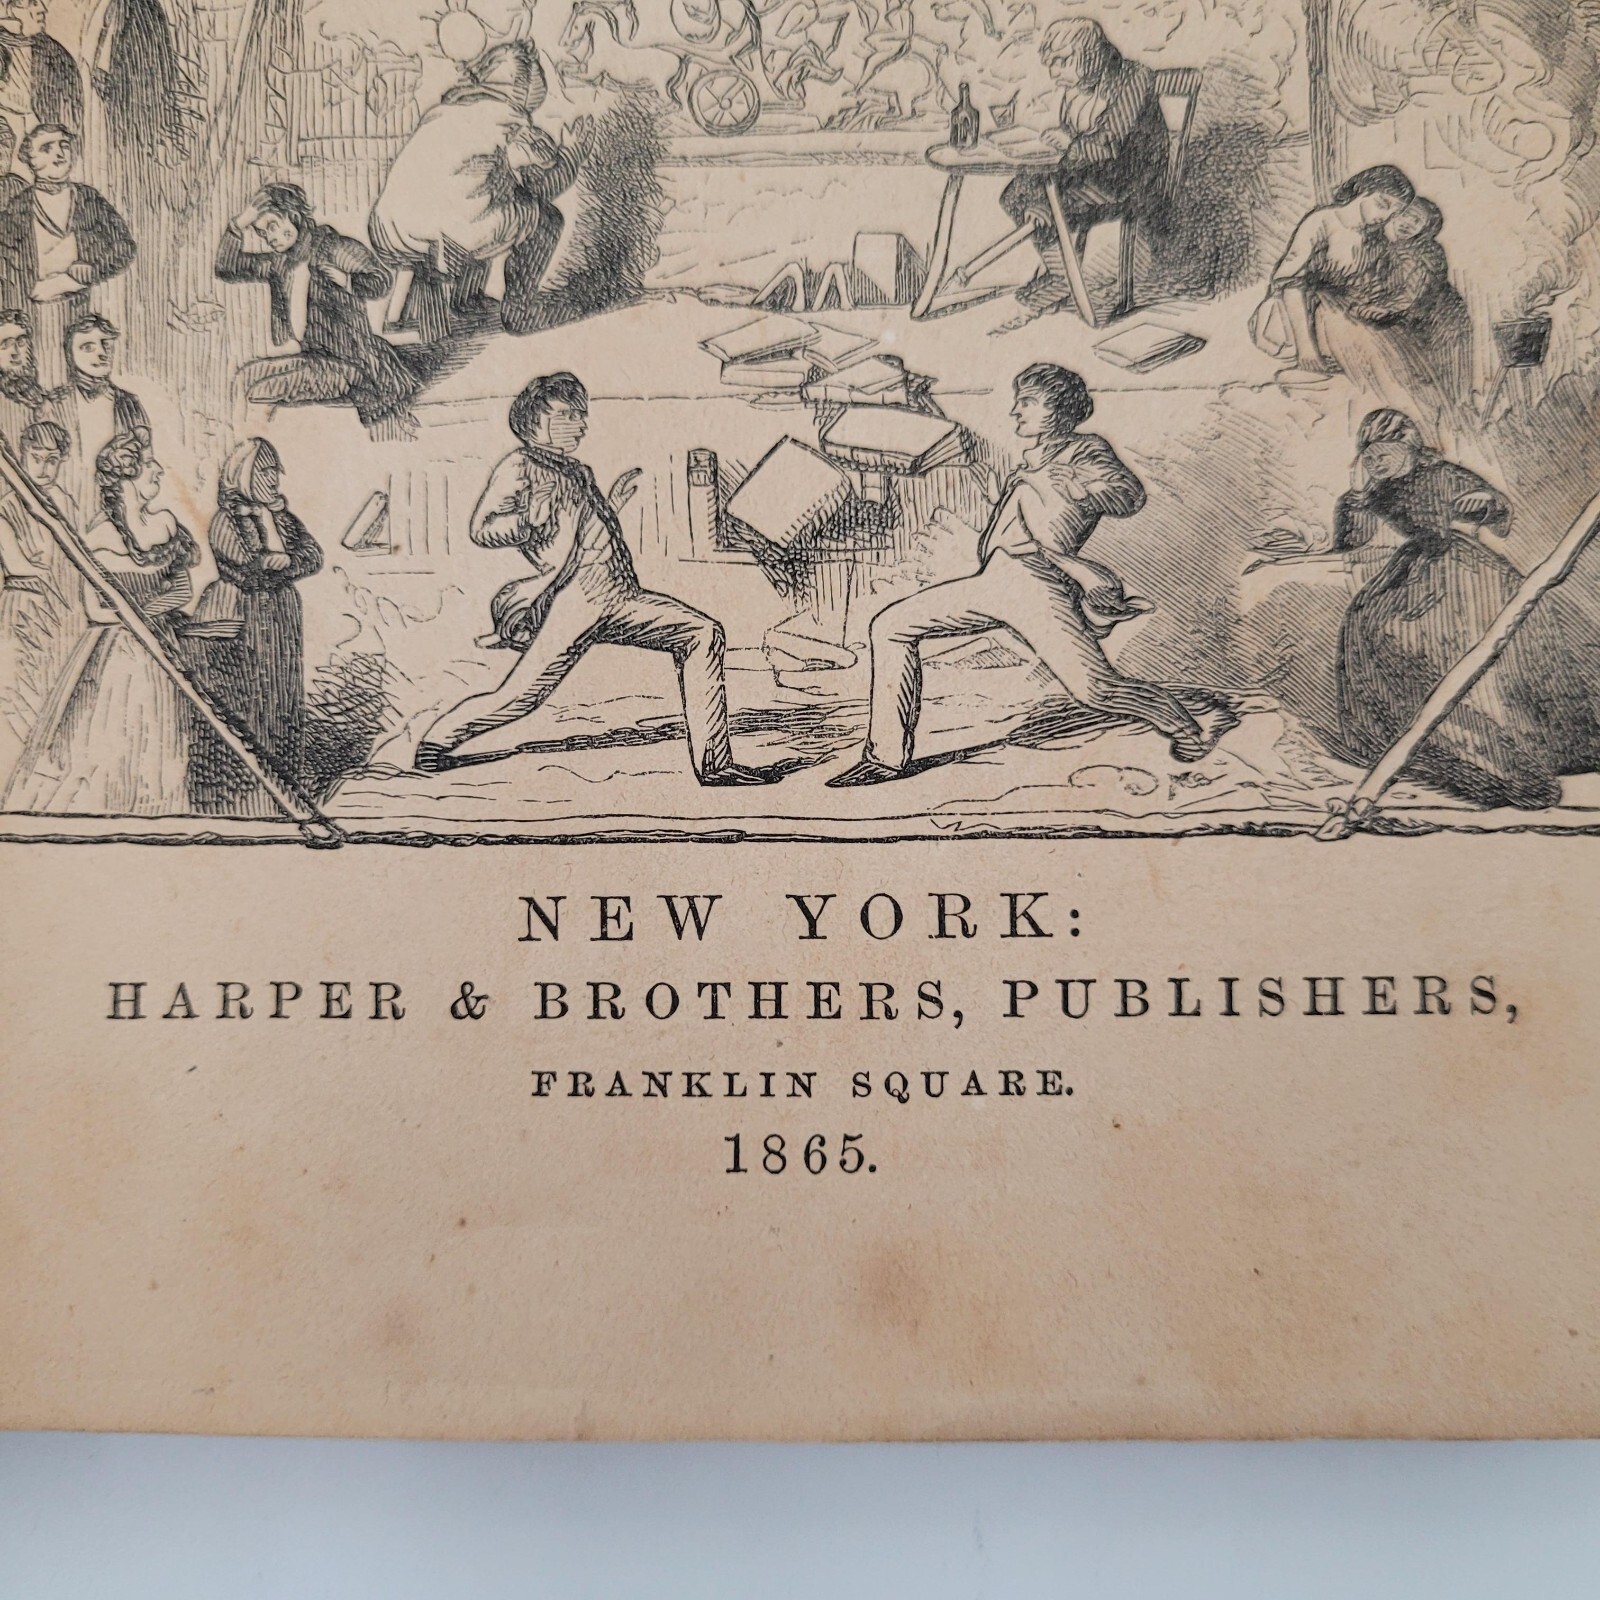 NEW YORK:
HARPER & BROTHERS, PUBLISHERS,
FRANKLIN SQUARE.
1865.